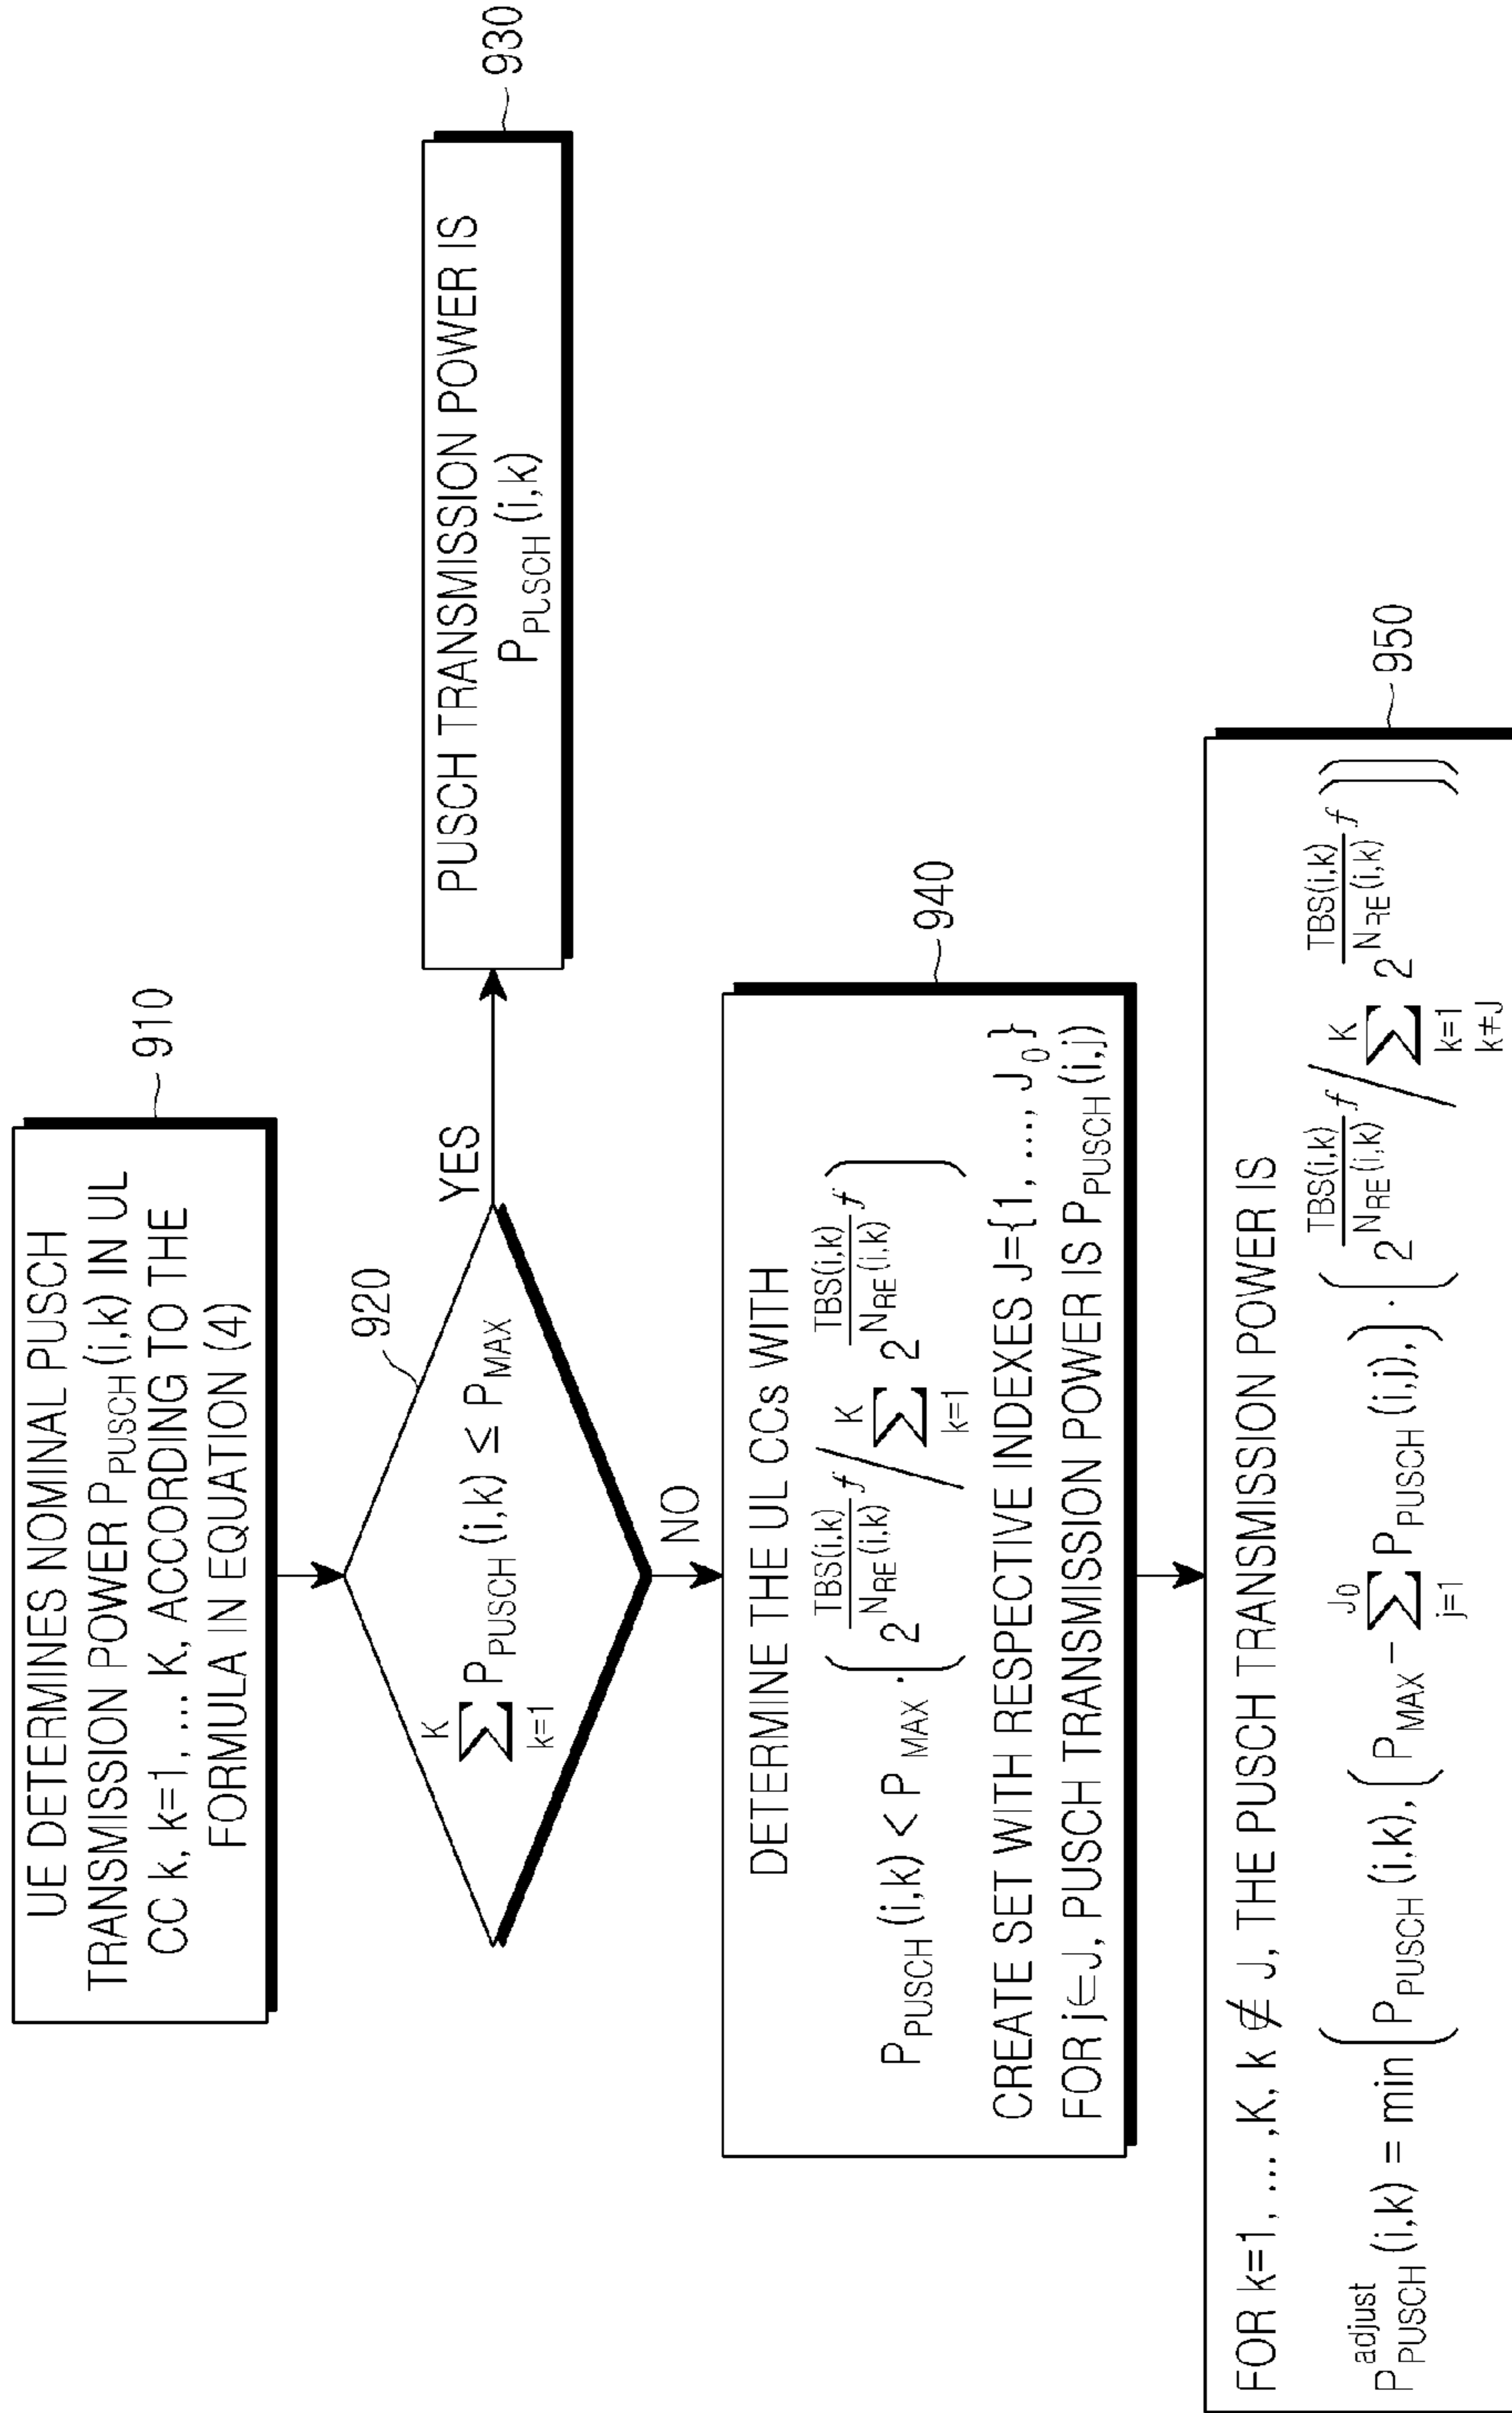 UE DETERMINES NOMINAL PUSCH
TRANSMISSION POWER P_PUSCH (i,k) IN UL
CC k, k=1, ... K, ACCORDING TO THE
FORMULA IN EQUATION (4)
910
920
∑_{k=1}^{K} P_PUSCH (i,k) ≤ P_MAX
YES
NO
PUSCH TRANSMISSION POWER IS
P_PUSCH (i,k)
930
DETERMINE THE UL CCs WITH
P_PUSCH (i,k) < P_MAX · ( 2^{TBS(i,k)/N_RE (i,k) f} / ∑_{k=1}^{K} 2^{TBS(i,k)/N_RE (i,k) f} )
CREATE SET WITH RESPECTIVE INDEXES J={1, ..., J_0 }
FOR j∈J, PUSCH TRANSMISSION POWER IS P_PUSCH (i,j)
940
FOR k=1, ... ,K, k ∉ J, THE PUSCH TRANSMISSION POWER IS
P_PUSCH^adjust (i,k) = min ( P_PUSCH (i,k), ( P_MAX − ∑_{j=1}^{J_0} P_PUSCH (i,j), ) · ( 2^{TBS(i,k)/N_RE (i,k) f} / ∑_{k=1 k≠J}^{K} 2^{TBS(i,k)/N_RE (i,k) f} ) )
950